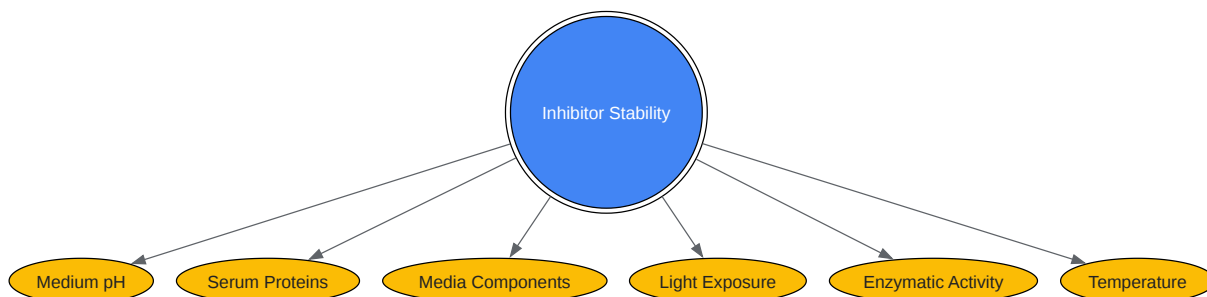 Inhibitor Stability
Medium pH
Serum Proteins
Media Components
Light Exposure
Enzymatic Activity
Temperature